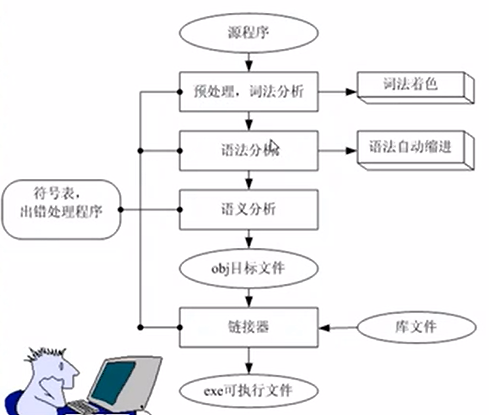 源程序
预处理，词法分析
词法着色
语法分析
语法自动缩进
符号表，
出错处理程序
语义分析
obj目标文件
链接器
库文件
exe可执行文件